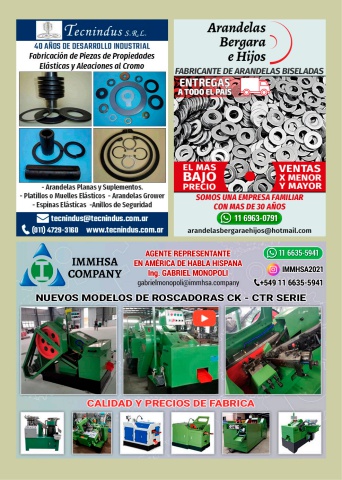 Tecnindus S.R.L.
40 AÑOS DE DESARROLLO INDUSTRIAL
Fabricación de Piezas de Propiedades
Elásticas y Aleaciones al Cromo
- Arandelas Planas y Suplementos.
- Platillos o Muelles Elásticos - Arandelas Grower
- Espinas Elásticas -Anillos de Seguridad
tecnindus@tecnindus.com.ar
(011) 4729-3160 www.tecnindus.com.ar
Arandelas
Bergara
e Hijos
FABRICANTE DE ARANDELAS BISELADAS
ENTREGAS
A TODO EL PAIS
EL MAS
BAJO
PRECIO
VENTAS
X MENOR
Y MAYOR
SOMOS UNA EMPRESA FAMILIAR
CON MAS DE 30 AÑOS
11 6963-0791
arandelasbergaraehijos@hotmail.com
IMMHSA
COMPANY
AGENTE REPRESENTANTE
EN AMÉRICA DE HABLA HISPANA
Ing. GABRIEL MONOPOLI
gabrielmonopoli@immhsa.company
11 6635-5941
IMMHSA2021
+549 11 6635-5941
NUEVOS MODELOS DE ROSCADORAS CK - CTR SERIE
CALIDAD Y PRECIOS DE FABRICA